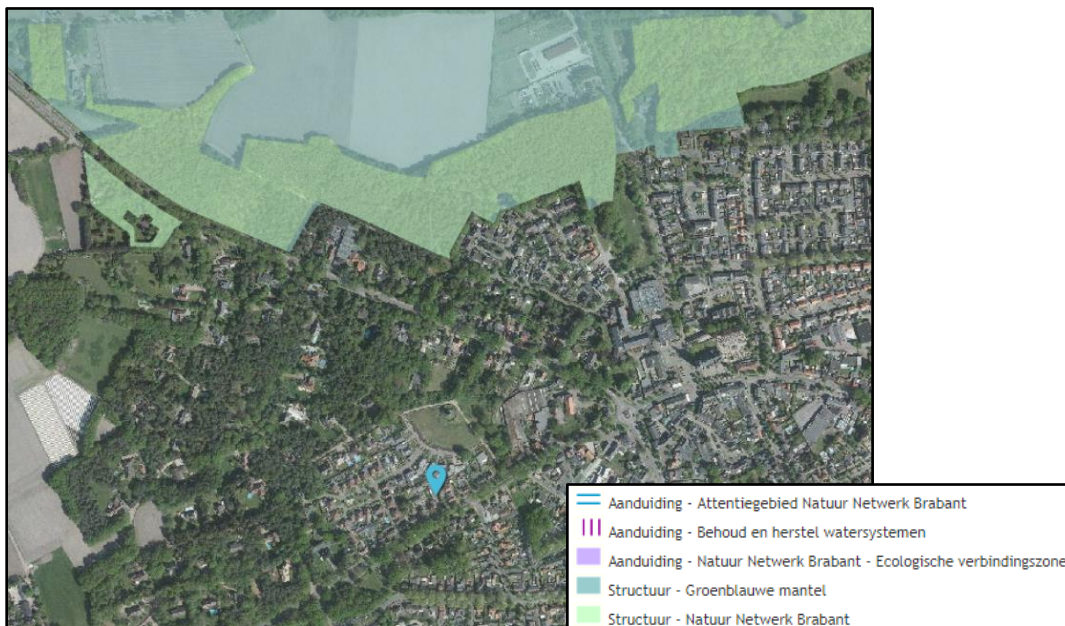 Aanduiding - Attentiegebied Natuur Netwerk Brabant
Aanduiding - Behoud en herstel watersystemen
Aanduiding - Natuur Netwerk Brabant - Ecologische verbindingszone
Structuur - Groenblauwe mantel
Structuur - Natuur Netwerk Brabant